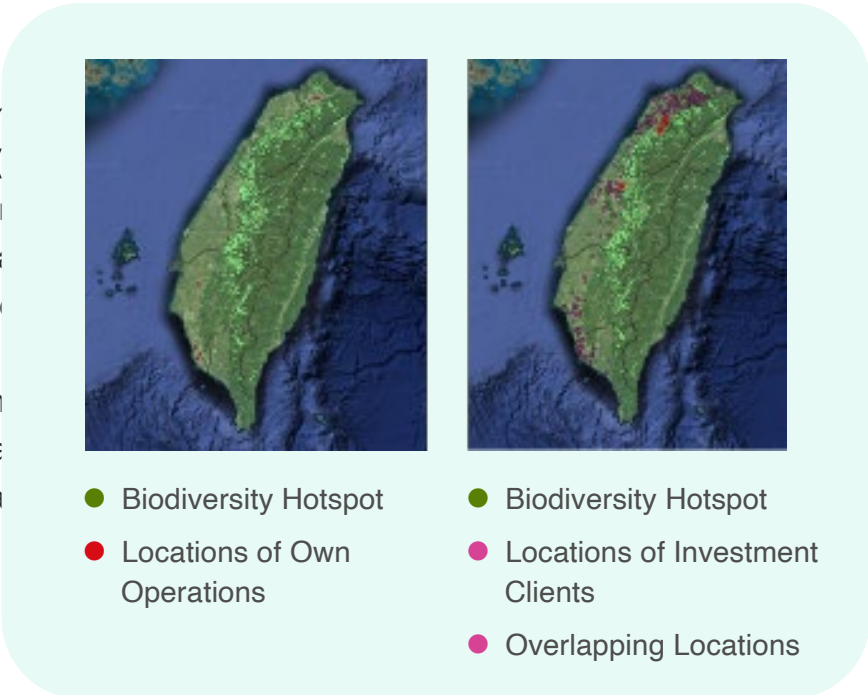 Biodiversity Hotspot
Locations of Own
Operations
Biodiversity Hotspot
Locations of Investment
Clients
Overlapping Locations